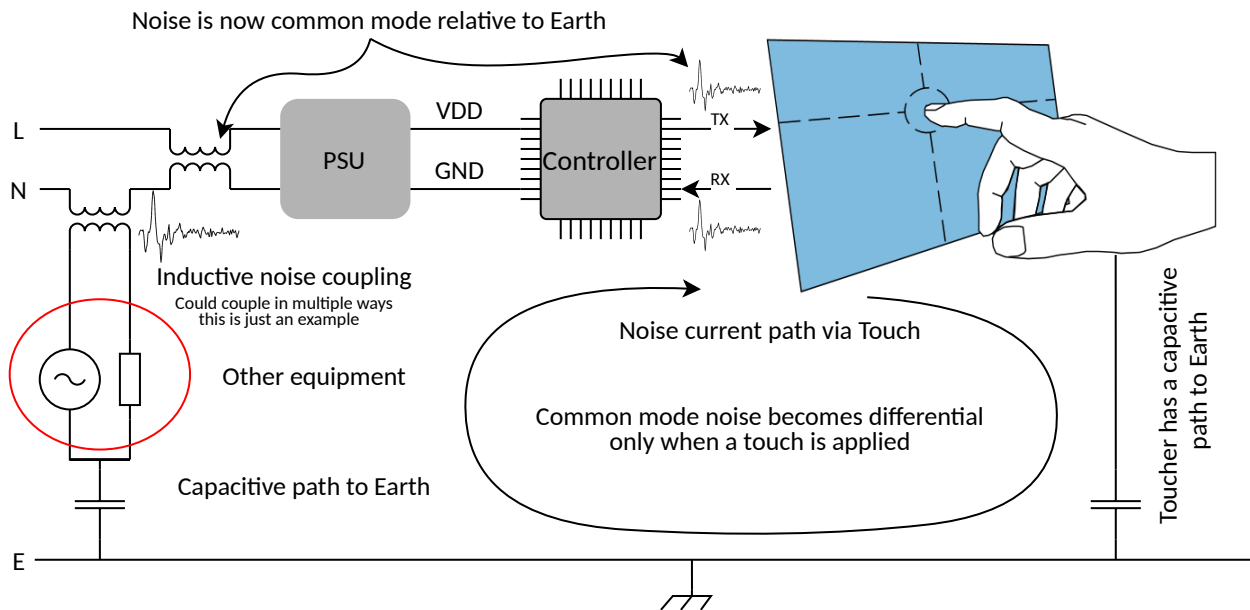 Noise is now common mode relative to Earth
L
PSU
VDD
GND
Controller
TX
RX
N
Inductive noise coupling
Could couple in multiple ways
this is just an example
Other equipment
Capacitive path to Earth
Noise current path via Touch
Common mode noise becomes differential
only when a touch is applied
Toucher has a capacitive
path to Earth
E